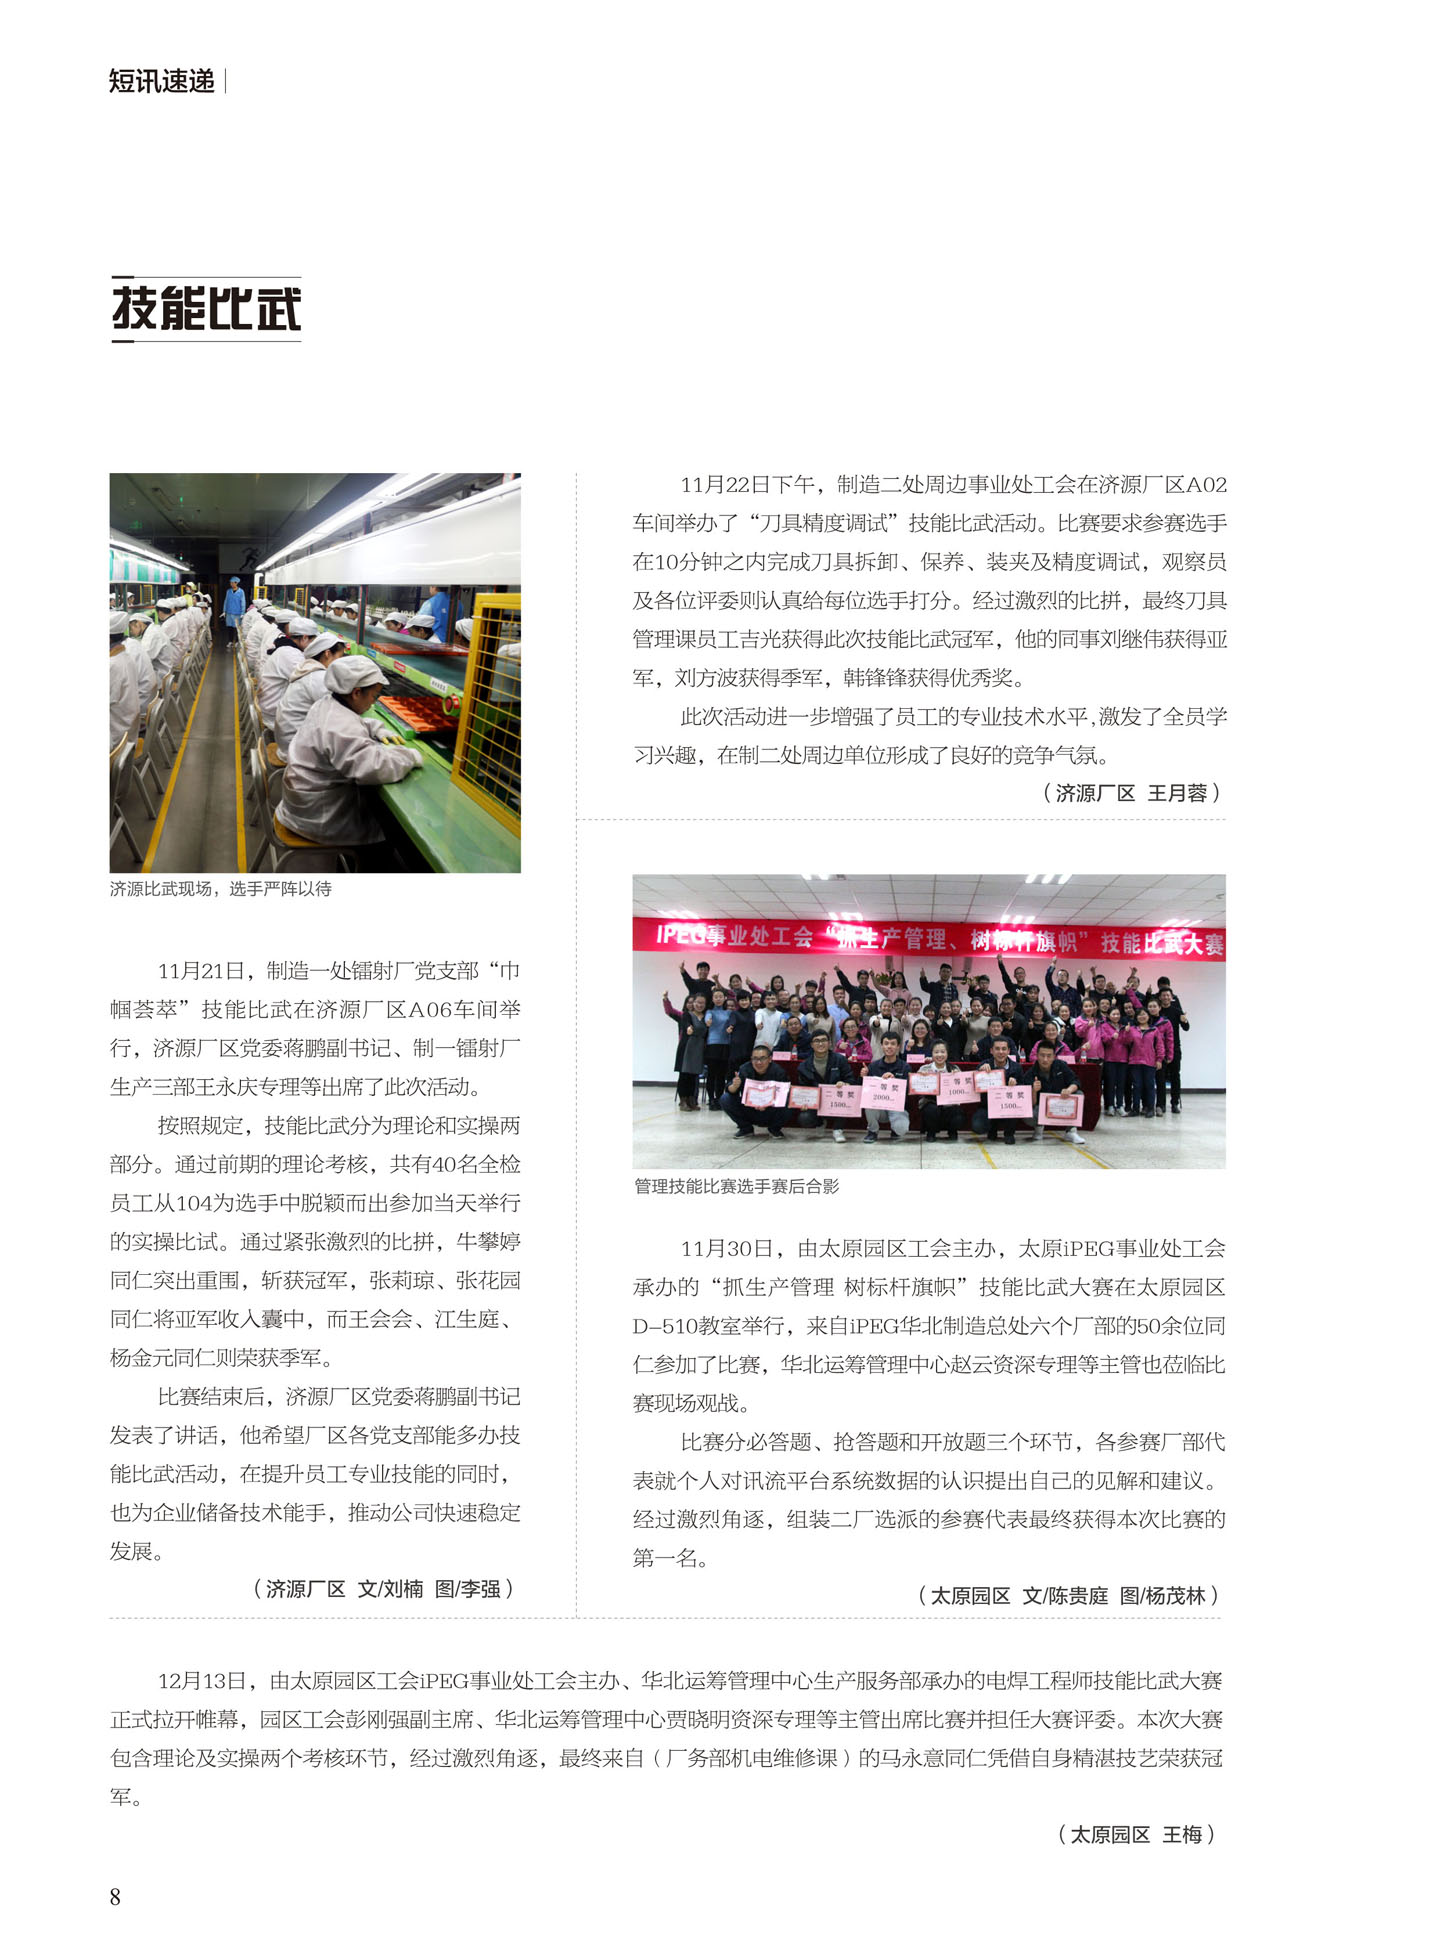 短讯速递
技能比武
济源比武现场，选手严阵以待
11月21日，制造一处镭射厂党支部“巾
帼荟萃”技能比武在济源厂区A06车间举
行，济源厂区党委蒋鹏副书记、制一镭射厂
生产三部王永庆专理等出席了此次活动。
按照规定，技能比武分为理论和实操两
部分。通过前期的理论考核，共有40名全检
员工从104为选手中脱颖而出参加当天举行
的实操比试。通过紧张激烈的比拼，牛攀婷
同仁突出重围，斩获冠军，张莉琼、张花园
同仁将亚军收入囊中，而王会会、江生庭、
杨金元同仁则荣获季军。
比赛结束后，济源厂区党委蒋鹏副书记
发表了讲话，他希望厂区各党支部能多办技
能比武活动，在提升员工专业技能的同时，
也为企业储备技术能手，推动公司快速稳定
发展。
（济源厂区 文/刘楠 图/李强）
11月22日下午，制造二处周边事业处工会在济源厂区A02
车间举办了“刀具精度调试”技能比武活动。比赛要求参赛选手
在10分钟之内完成刀具拆卸、保养、装夹及精度调试，观察员
及各位评委则认真给每位选手打分。经过激烈的比拼，最终刀具
管理课员工吉光获得此次技能比武冠军，他的同事刘继伟获得亚
军，刘方波获得季军，韩锋锋获得优秀奖。
此次活动进一步增强了员工的专业技术水平，激发了全员学
习兴趣，在制二处周边单位形成了良好的竞争气氛。
（济源厂区 王月蓉）
IPEG事业处工会“抓生产管理、树标杆旗帜”技能比武大赛
二等奖
1500
一等奖
2000
三等奖
1000
二等奖
1500
管理技能比赛选手赛后合影
11月30日，由太原园区工会主办，太原iPEG事业处工会
承办的“抓生产管理 树标杆旗帜”技能比武大赛在太原园区
D–510教室举行，来自iPEG华北制造总处六个厂部的50余位同
仁参加了比赛，华北运筹管理中心赵云资深专理等主管也莅临比
赛现场观战。
比赛分必答题、抢答题和开放题三个环节，各参赛厂部代
表就个人对讯流平台系统数据的认识提出自己的见解和建议。
经过激烈角逐，组装二厂选派的参赛代表最终获得本次比赛的
第一名。
（太原园区 文/陈贵庭 图/杨茂林）
12月13日，由太原园区工会iPEG事业处工会主办、华北运筹管理中心生产服务部承办的电焊工程师技能比武大赛
正式拉开帷幕，园区工会彭刚强副主席、华北运筹管理中心贾晓明资深专理等主管出席比赛并担任大赛评委。本次大赛
包含理论及实操两个考核环节，经过激烈角逐，最终来自（厂务部机电维修课）的马永意同仁凭借自身精湛技艺荣获冠
军。
（太原园区 王梅）
8